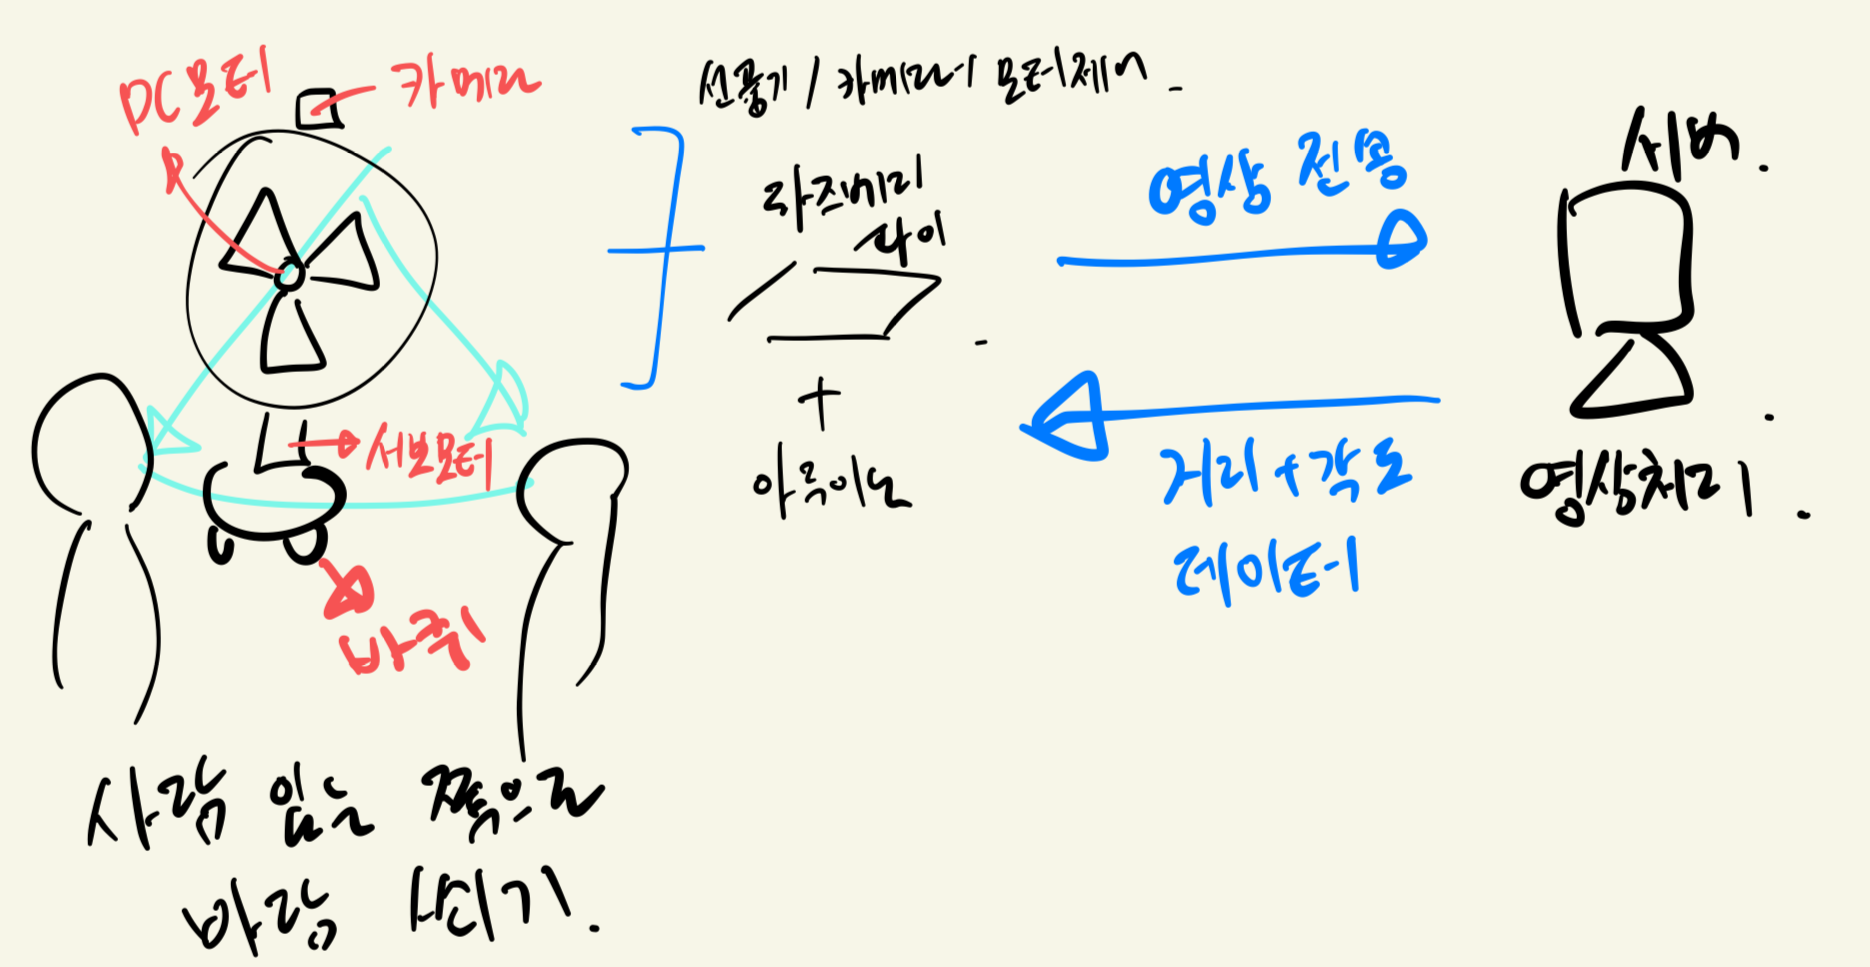 DC모터
카메라
선풍기 / 카메라 모터제어
라즈베리
파이
+
아두이노
영상 전송
서버.
거리+각도
데이터
영상처리.
서보모터
바퀴
사람 있는 쪽으로
바람 쐬기.